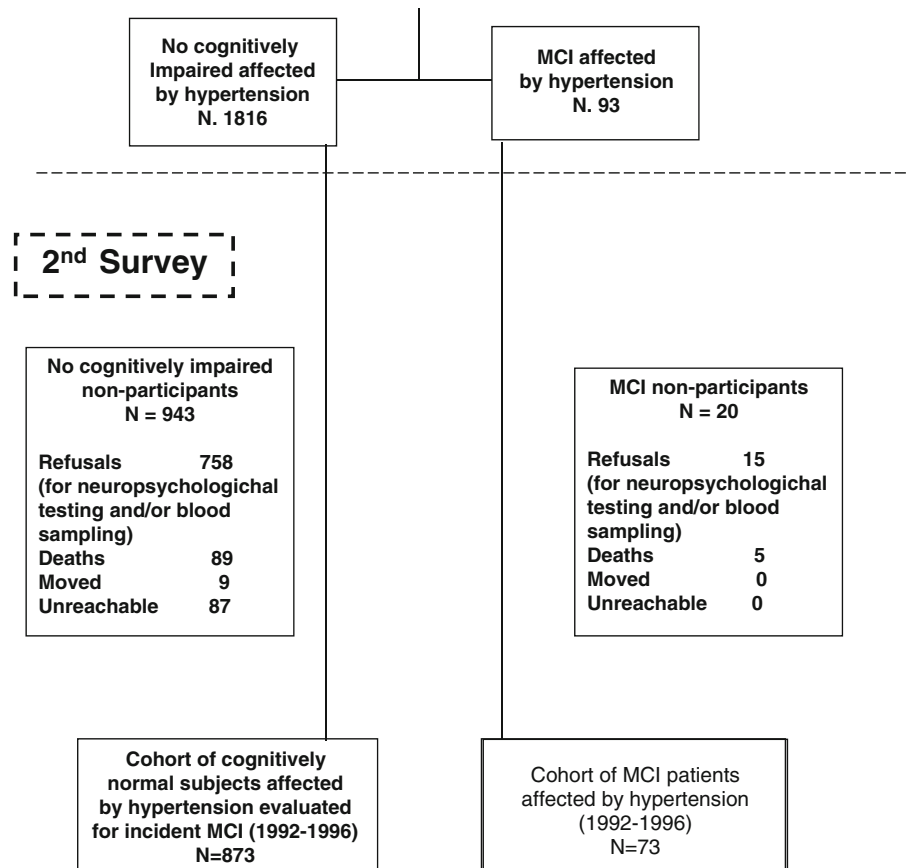 No cognitively
Impaired affected
by hypertension
N. 1816
MCI affected
by hypertension
N. 93
2nd Survey
No cognitively impaired
non-participants
N = 943
Refusals 758
(for neuropsychologichal
testing and/or blood
sampling)
Deaths 89
Moved 9
Unreachable 87
MCI non-participants
N = 20
Refusals 15
(for neuropsychologichal
testing and/or blood
sampling)
Deaths 5
Moved 0
Unreachable 0
Cohort of cognitively
normal subjects affected
by hypertension evaluated
for incident MCI (1992-1996)
N=873
Cohort of MCI patients
affected by hypertension
(1992-1996)
N=73